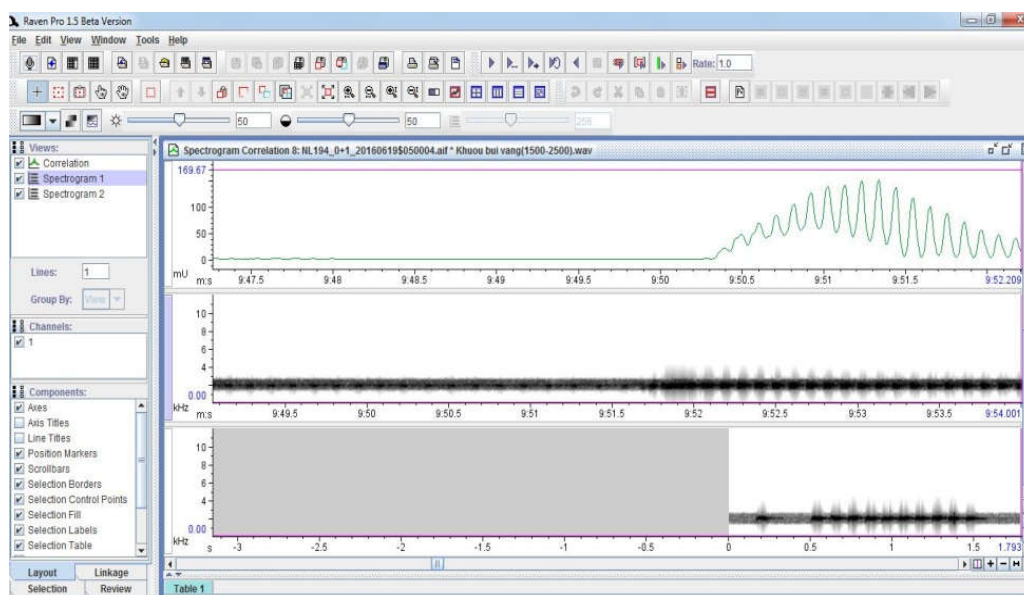 Raven Pro 1.5 Beta Version
File Edit View Window Tools Help
Rate: 1.0
50 50 256
Views:
Correlation
Spectrogram 1
Spectrogram 2
Lines: 1
Group By: View
Channels:
1
Components:
Axes
Axis Titles
Line Titles
Position Markers
Scrollbars
Selection Borders
Selection Control Points
Selection Fill
Selection Labels
Selection Table
Layout Linkage
Selection Review
Spectrogram Correlation 8: NL194_0+1_20160619$050004.aif * Khuou bui vang(1500-2500).wav
169.67
100
50
0
mU
m:s 9:47.5 9:48 9:48.5 9:49 9:49.5 9:50 9:50.5 9:51 9:51.5 9:52.209
10
8
6
4
0.00
kHz
m:s 9:49.5 9:50 9:50.5 9:51 9:51.5 9:52 9:52.5 9:53 9:53.5 9:54.001
10
8
6
4
0.00
kHz
s -3 -2.5 -2 -1.5 -1 -0.5 0 0.5 1 1.5 1.793
Table 1